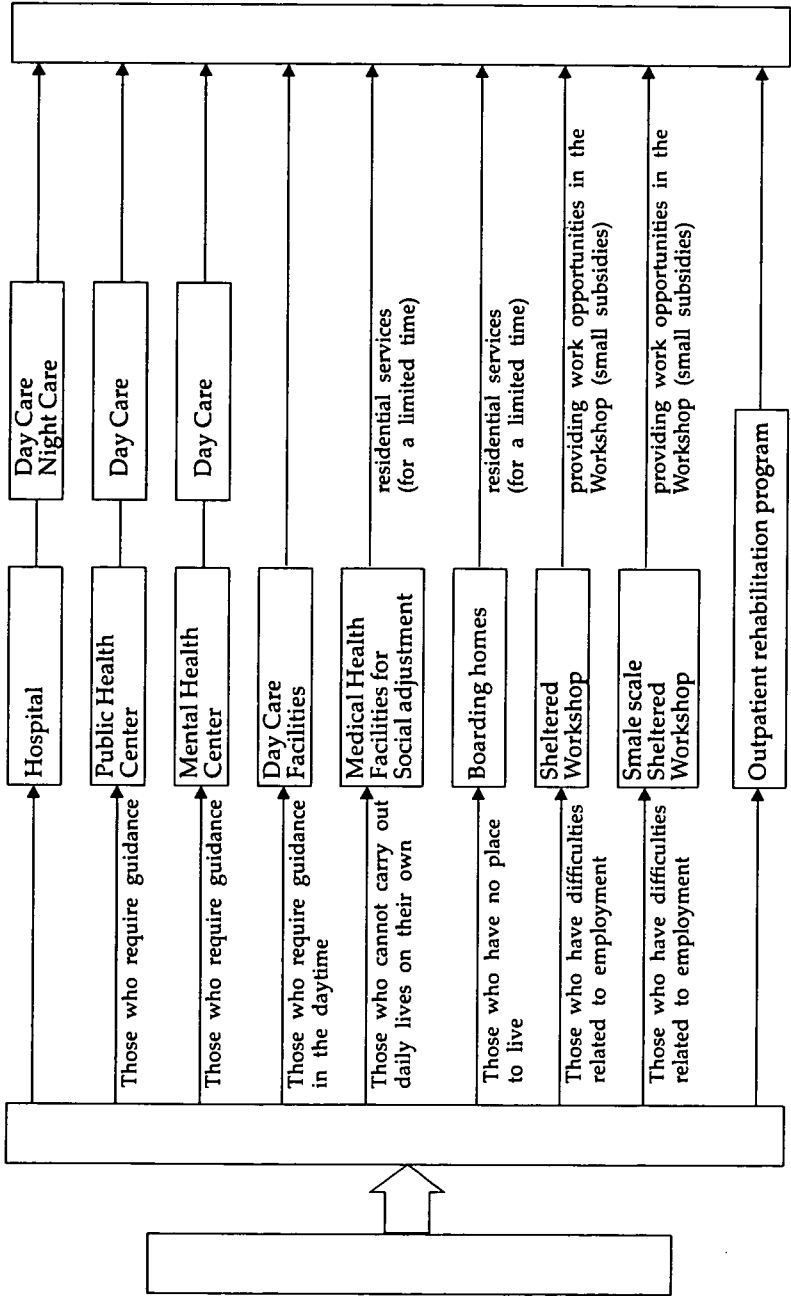 Hospital
Day Care
Night Care
Those who require guidance
Public Health
Center
Day Care
Those who require guidance
Mental Health
Center
Day Care
Those who require guidance
in the daytime
Day Care
Facilities
Those who cannot carry out
daily lives on their own
Medical Health
Facilities for
Social adjustment
residential services
(for a limited time)
Those who have no place
to live
Boarding homes
residential services
(for a limited time)
Those who have difficulties
related to employment
Sheltered
Workshop
providing work opportunities in the
Workshop (small subsidies)
Those who have difficulties
related to employment
Smale scale
Sheltered
Workshop
providing work opportunities in the
Workshop (small subsidies)
Outpatient rehabilitation program